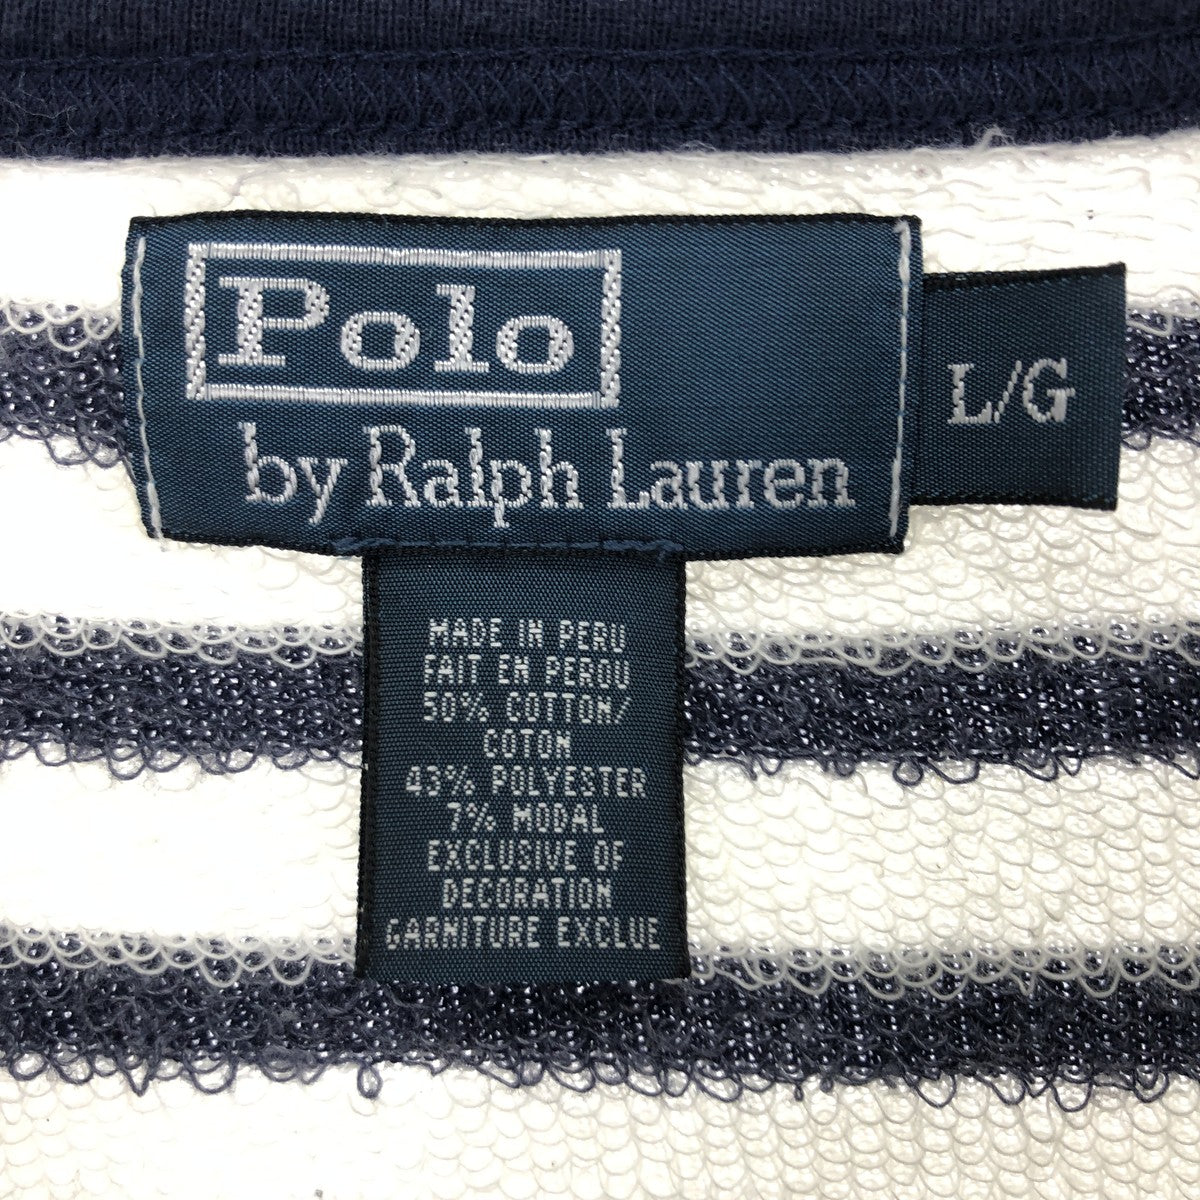 Polo
by Ralph Lauren
L/G
MADE IN PERU
FAIT EN PEROU
50% COTTON/
COTON
43% POLYESTER
7% MODAL
EXCLUSIVE OF
DECORATION
GARNITURE EXCLUE